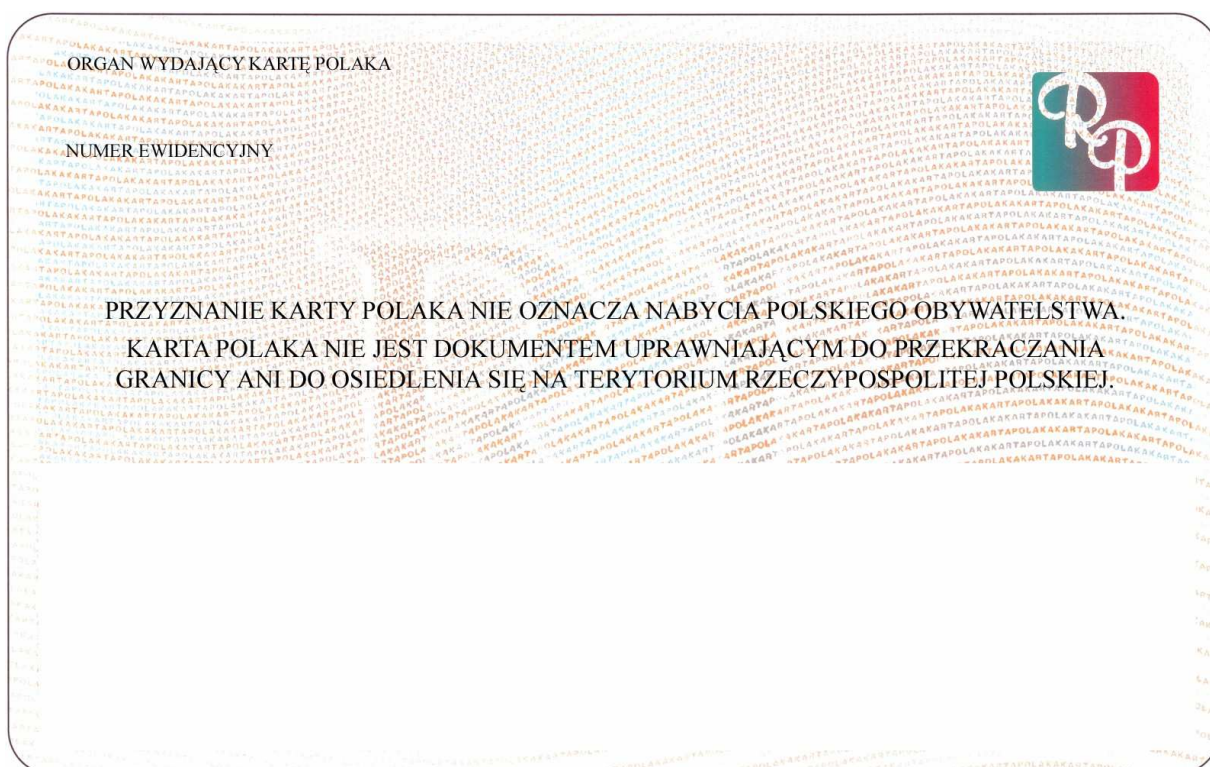 ORGAN WYDAJĄCY KARTĘ POLAKA
RP
NUMER EWIDENCYJNY
PRZYZNANIE KARTY POLAKA NIE OZNACZA NABYCIA POLSKIEGO OBYWATELSTWA.
KARTA POLAKA NIE JEST DOKUMENTEM UPRAWNIAJĄCYM DO PRZEKRACZANIA
GRANICY ANI DO OSIEDLENIA SIĘ NA TERYTORIUM RZECZYPOSPOLITEJ POLSKIEJ.